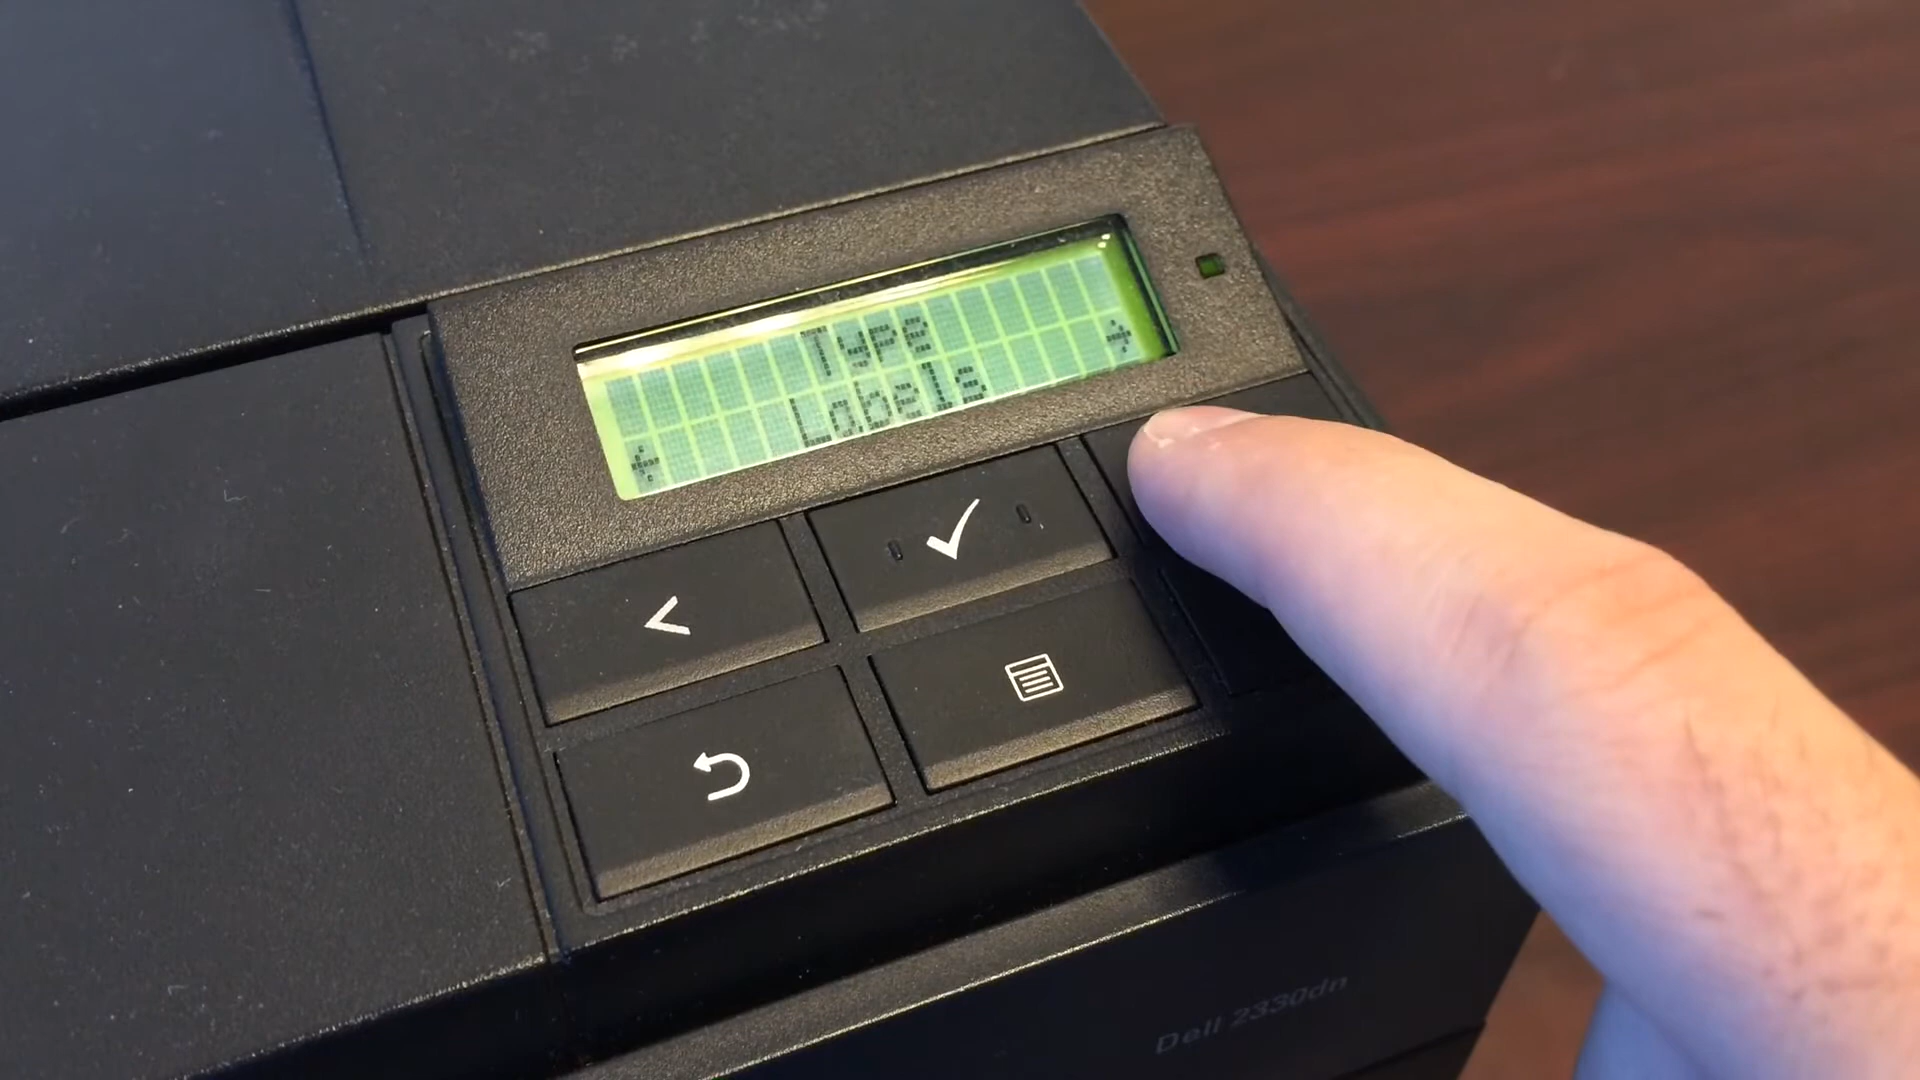 Type
← Labels →
Dell 2330dn